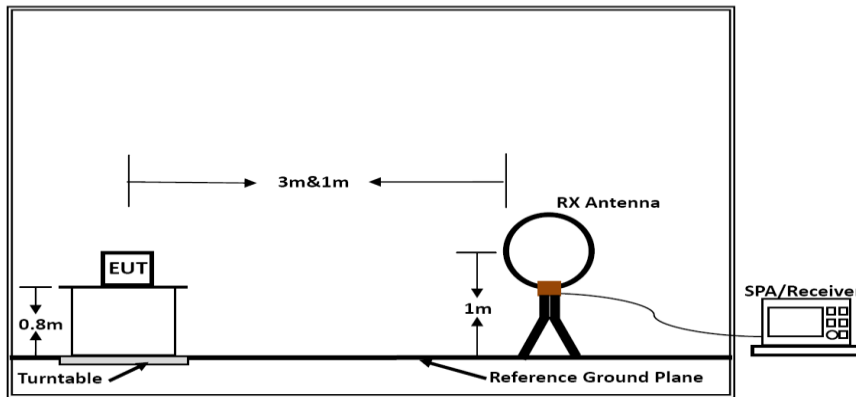 3m&1m
RX Antenna
EUT
1m
SPA/Receiver
0.8m
Turntable
Reference Ground Plane